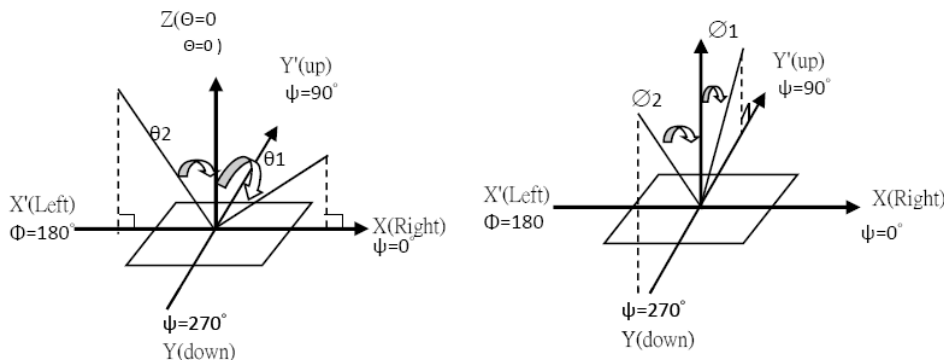 Z(Θ=0
Θ=0 )
Y'(up)
ψ=90°
θ2
θ1
X'(Left)
Φ=180°
X(Right)
ψ=0°
ψ=270°
Y(down)
∅1
Y'(up)
ψ=90°
∅2
X'(Left)
Φ=180
X(Right)
ψ=0°
ψ=270°
Y(down)